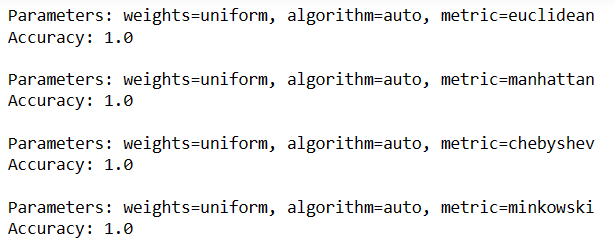 Parameters: weights=uniform, algorithm=auto, metric=euclidean
Accuracy: 1.0
Parameters: weights=uniform, algorithm=auto, metric=manhattan
Accuracy: 1.0
Parameters: weights=uniform, algorithm=auto, metric=chebyshev
Accuracy: 1.0
Parameters: weights=uniform, algorithm=auto, metric=minkowski
Accuracy: 1.0